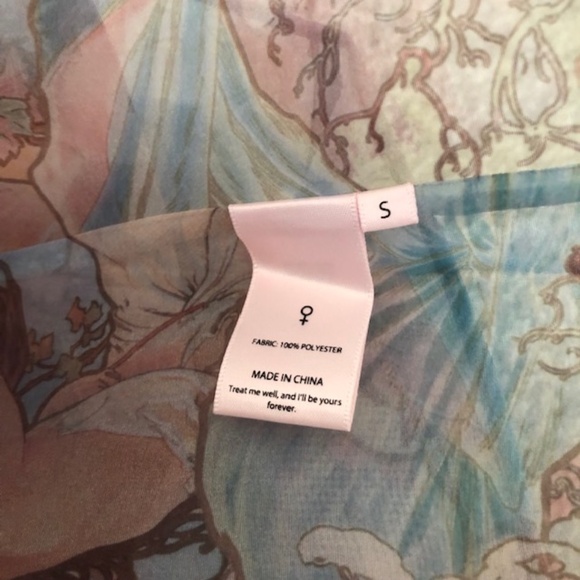 S
♀
FABRIC: 100% POLYESTER
MADE IN CHINA
Treat me well, and I'll be yours
forever.